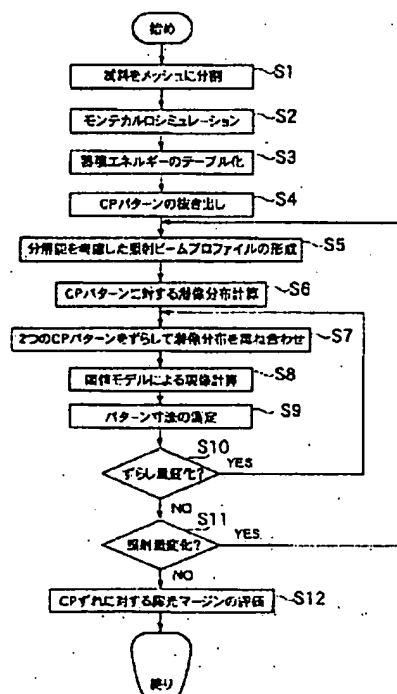 始め
試料をメッシュに分割 S1
モンテカルロシミュレーション S2
蓄積エネルギーのテーブル化 S3
CPパターンの抜き出し S4
分解能を考慮した照射ビームプロファイルの形成 S5
CPパターンに対する潜像分布計算 S6
2つのCPパターンをずらして潜像分布を重ね合わせ S7
による現像計算 S8
パターン寸法の測定 S9
S10
ずらし量変化? YES
NO
S11
照射量変化? YES
NO
CPずれに対する露光マージンの評価 S12
終り